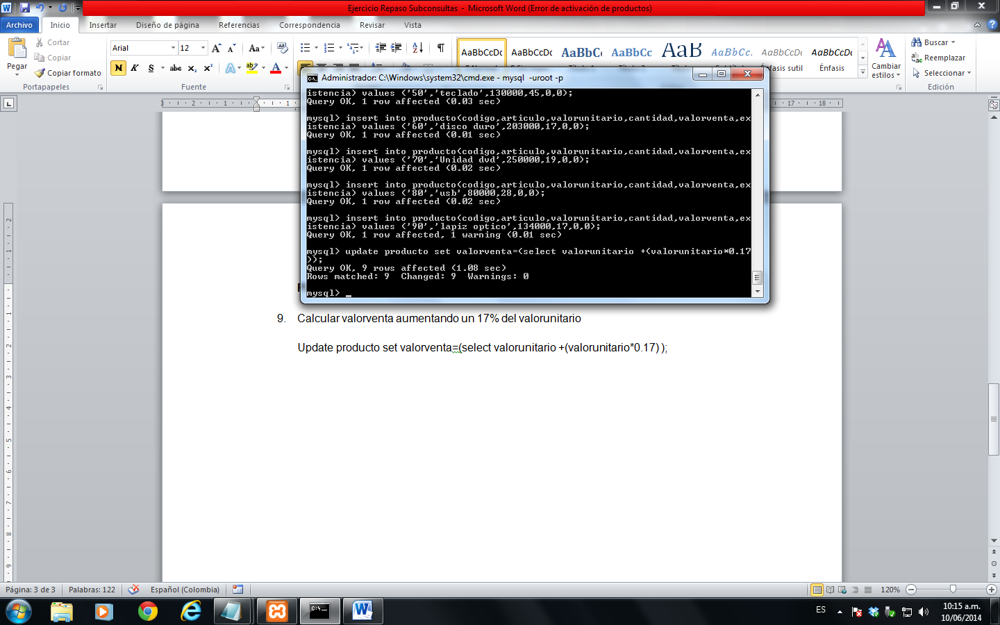 Ejercicio Repaso Subconsultas - Microsoft Word (Error de activación de productos)
Archivo Inicio Insertar Diseño de página Referencias Correspondencia Revisar Vista
Pegar
Cortar
Copiar
Copiar formato
Portapapeles
Arial 12
N K S abc x₂ x²
Fuente
AaBbCcDc AaBbCcDc AaBbC AaBbCc AaB AaBbCc. AaBbCcDc AaBbCcDc
Énfasis sutil Énfasis
Cambiar estilos
Buscar
Reemplazar
Seleccionar
Edición
Administrador: C:\Windows\system32\cmd.exe - mysql -uroot -p
istencia) values ('50','teclado',130000,45,0,0);
Query OK, 1 row affected (0.03 sec)
mysql> insert into producto(codigo,articulo,valorunitario,cantidad,valorventa,ex
istencia) values ('60','disco duro',203000,17,0,0);
Query OK, 1 row affected (0.01 sec)
mysql> insert into producto(codigo,articulo,valorunitario,cantidad,valorventa,ex
istencia) values ('70','Unidad dvd',250000,19,0,0);
Query OK, 1 row affected (0.02 sec)
mysql> insert into producto(codigo,articulo,valorunitario,cantidad,valorventa,ex
istencia) values ('80','usb',80000,28,0,0);
Query OK, 1 row affected (0.02 sec)
mysql> insert into producto(codigo,articulo,valorunitario,cantidad,valorventa,ex
istencia) values ('90','lapiz optico',134000,17,0,0);
Query OK, 1 row affected, 1 warning (0.01 sec)
mysql> update producto set valorventa=(select valorunitario +(valorunitario*0.17
));
Query OK, 9 rows affected (1.08 sec)
Rows matched: 9  Changed: 9  Warnings: 0
mysql> _
9. Calcular valorventa aumentando un 17% del valorunitario
Update producto set valorventa=(select valorunitario +(valorunitario*0.17) );
Página: 3 de 3 Palabras: 122 Español (Colombia) 120%
ES 10:15 a.m.
10/06/2014